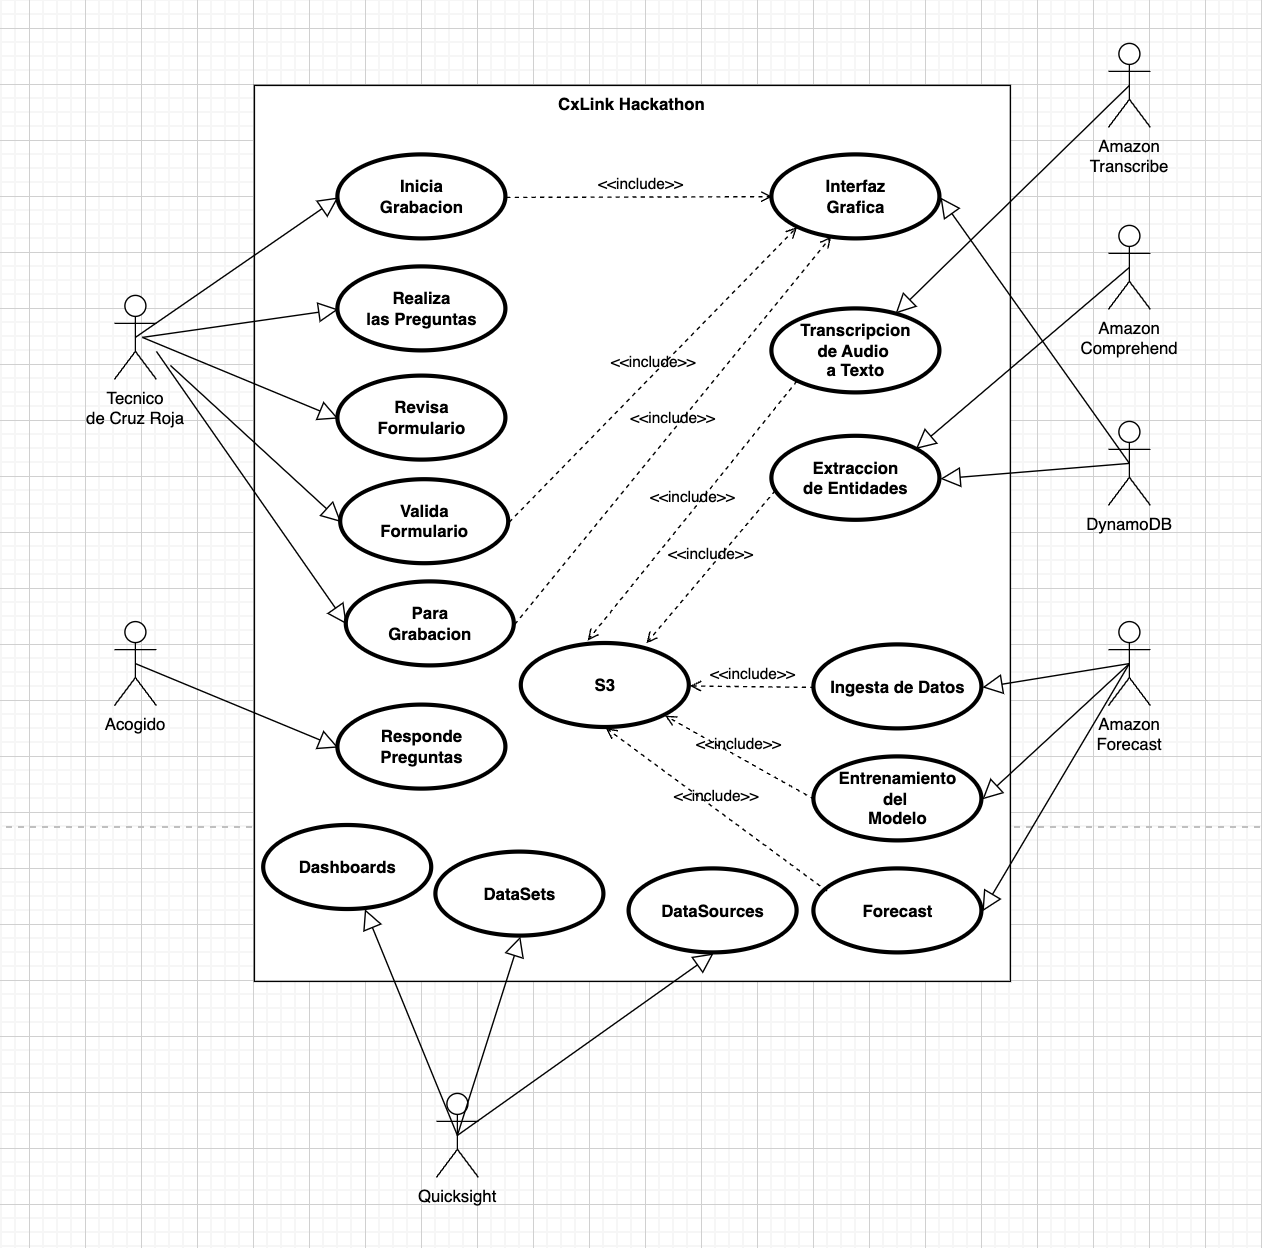 CxLink Hackathon
Amazon
Transcribe
Inicia
Grabacion
<<include>>
Interfaz
Grafica
Amazon
Comprehend
Realiza
las Preguntas
Transcripcion
de Audio
a Texto
Tecnico
de Cruz Roja
<<include>>
Revisa
Formulario
<<include>>
Extraccion
de Entidades
<<include>>
DynamoDB
Valida
Formulario
<<include>>
Para
Grabacion
S3
<<include>>
Ingesta de Datos
Acogido
Amazon
Forecast
Responde
Preguntas
<<include>>
Entrenamiento
del
Modelo
<<include>>
Dashboards
DataSets
DataSources
Forecast
Quicksight